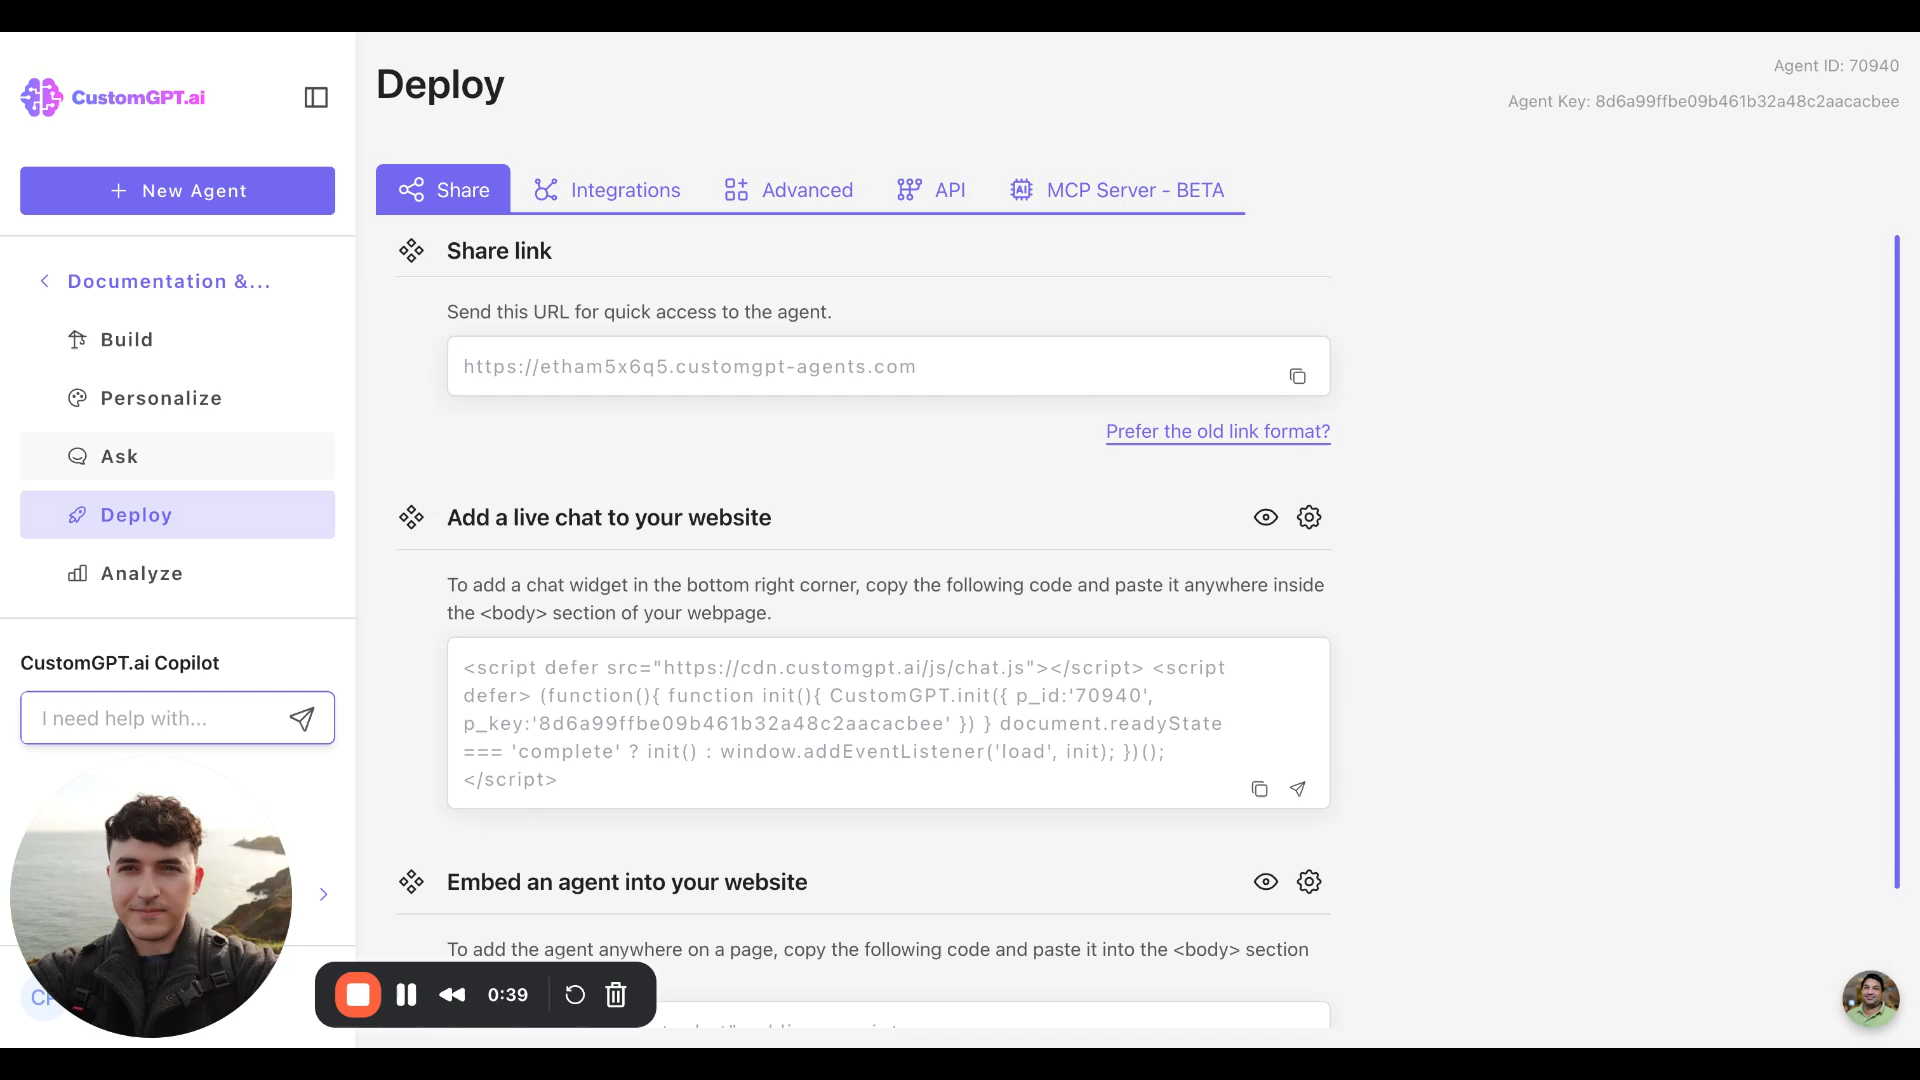 CustomGPT.ai
New Agent
Documentation &...
Build
Personalize
Ask
Deploy
Analyze
CustomGPT.ai Copilot
I need help with...
Deploy
Agent ID: 70940
Agent Key: 8d6a99ffbe09b461b32a48c2aacacbee
Share
Integrations
Advanced
API
MCP Server - BETA
Share link
Send this URL for quick access to the agent.
https://etham5x6q5.customgpt-agents.com
Prefer the old link format?
Add a live chat to your website
To add a chat widget in the bottom right corner, copy the following code and paste it anywhere inside
the <body> section of your webpage.
<script defer src="https://cdn.customgpt.ai/js/chat.js"></script> <script
defer> (function(){ function init(){ CustomGPT.init({ p_id:'70940',
p_key:'8d6a99ffbe09b461b32a48c2aacacbee' }) } document.readyState
=== 'complete' ? init() : window.addEventListener('load', init); })();
</script>
Embed an agent into your website
To add the agent anywhere on a page, copy the following code and paste it into the <body> section
0:39